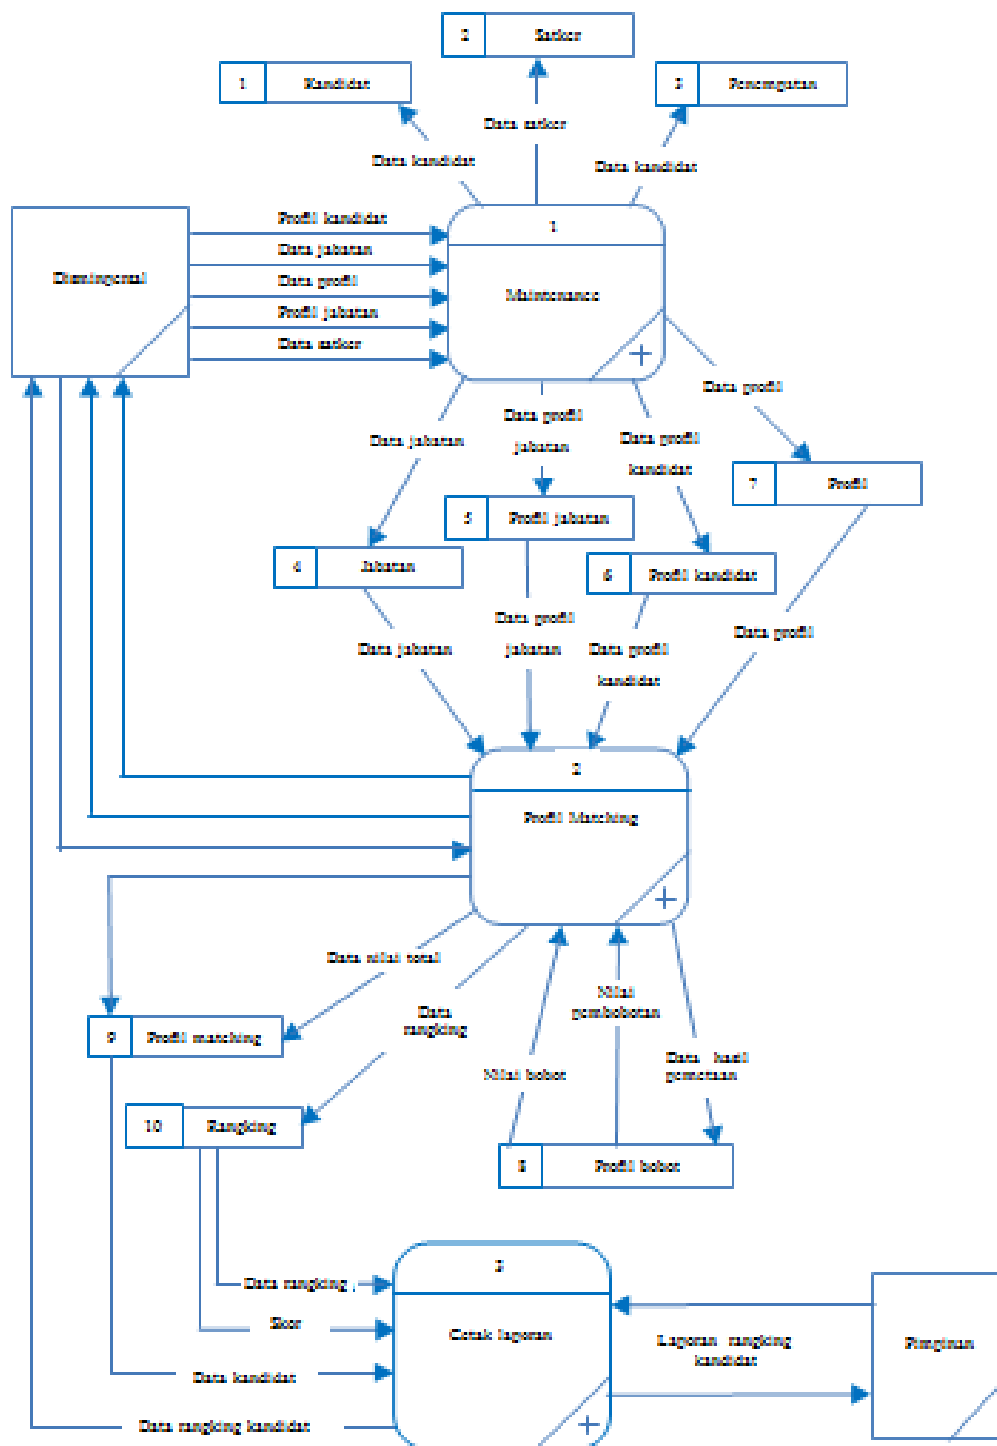 2 Satker
1 Kandidat
3
Data satker
Data kandidat
Data kandidat
1
Profil kandidat
Data jabatan
Data profil
Profil jabatan
Data satker
Maintenance
Data profil
Data jabatan
Data profil
jabatan
Data profil
kandidat
7 Profil
5 Profil jabatan
4 Jabatan
6 Profil kandidat
Data jabatan
Data profil
jabatan
Data profil
kandidat
Data profil
2
Profil Matching
Data nilai total
Data
rangking
Nilai
pembobotan
Nilai bobot
Data hasil
pemetaan
9 Profil matching
10 Rangking
8 Profil bobot
3
Data rangking
Skor
Cetak laporan
Data kandidat
Data rangking kandidat
Laporan rangking
kandidat